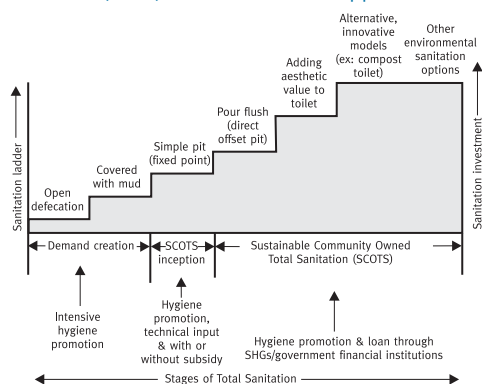 Alternative,
innovative
models
(ex: compost
toilet)
Other
environmental
sanitation
options
Adding
aesthetic
value to
toilet
Pour flush
(direct
offset pit)
Simple pit
(fixed point)
Covered
with mud
Open
defecation
Sanitation ladder
Sanitation investment
Demand creation
SCOTS
inception
Sustainable Community Owned
Total Sanitation (SCOTS)
Intensive
hygiene
promotion
Hygiene
promotion,
technical input
& with or
without subsidy
Hygiene promotion & loan through
SHGs/government financial institutions
Stages of Total Sanitation